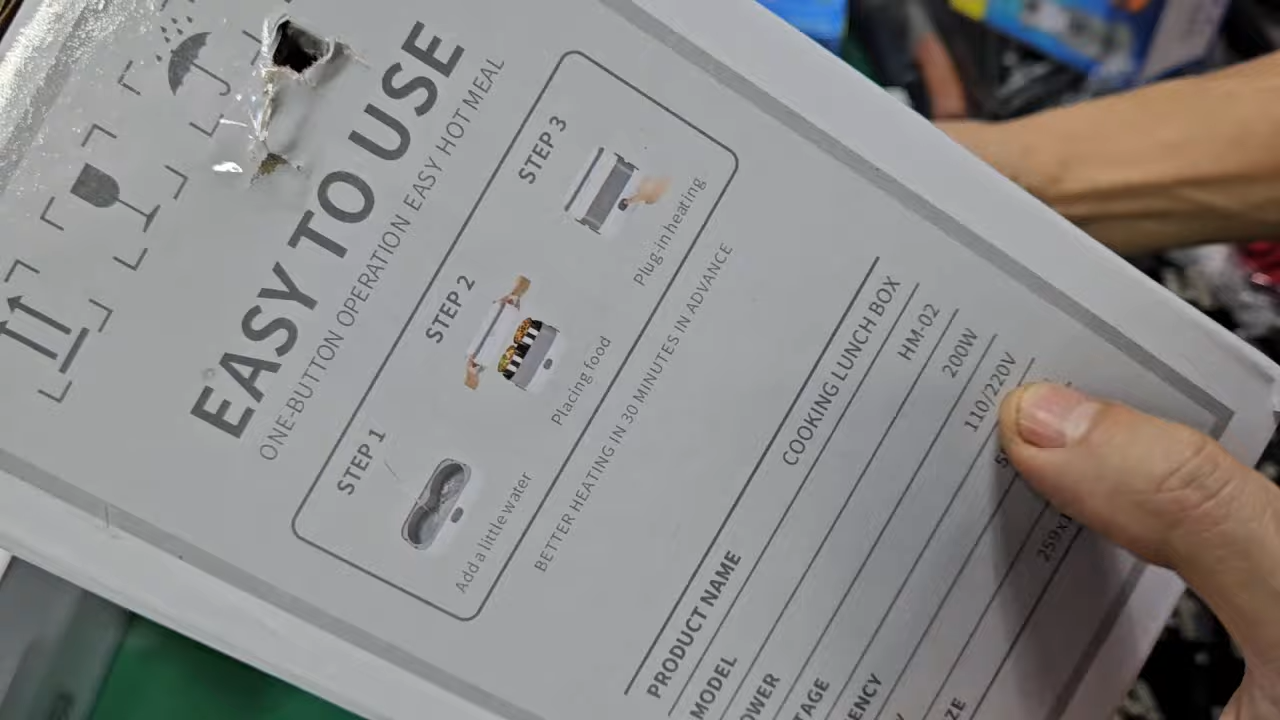 EASY TO USE
ONE-BUTTON OPERATION EASY HOT MEAL
STEP 1
Add a little water
STEP 2
Placing food
STEP 3
Plug-in heating
BETTER HEATING IN 30 MINUTES IN ADVANCE
PRODUCT NAME COOKING LUNCH BOX
MODEL HM-02
200W
110/220V